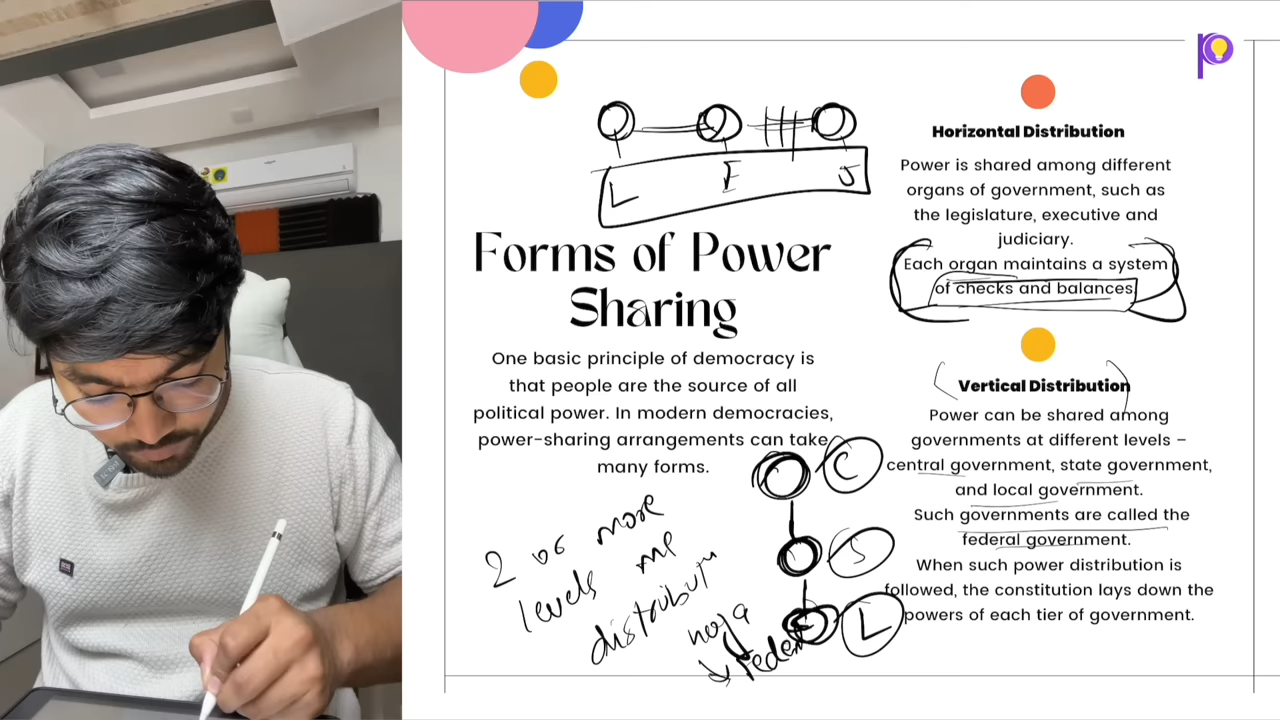 L E J
Forms of Power
Sharing
One basic principle of democracy is
that people are the source of all
political power. In modern democracies,
power-sharing arrangements can take
many forms.
2 or more
levels me
hoga
C
S
L
Horizontal Distribution
Power is shared among different
organs of government, such as
the legislature, executive and
judiciary.
Each organ maintains a system
of checks and balances.
Vertical Distribution
Power can be shared among
governments at different levels –
central government, state government,
and local government.
Such governments are called the
federal government.
When such power distribution is
followed, the constitution lays down the
powers of each tier of government.